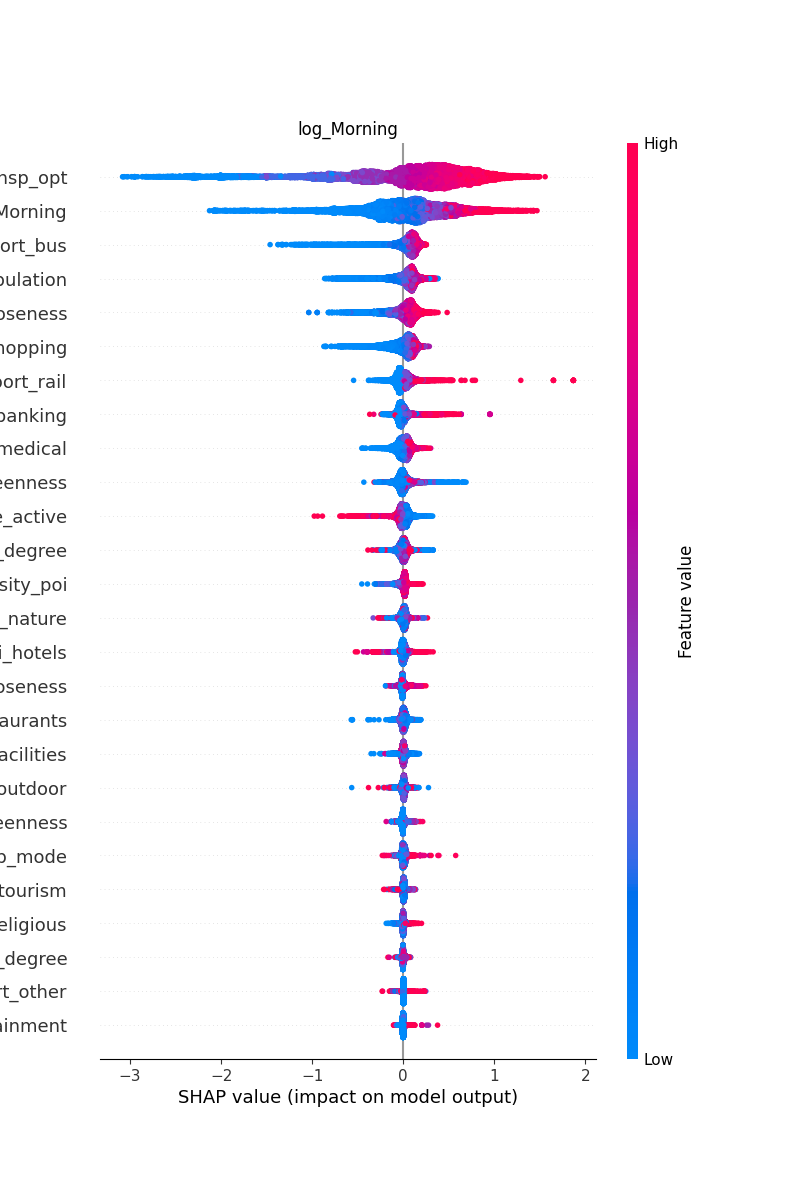 log_Morning
High
nsp_opt
Morning
ort_bus
oulation
oseness
hopping
port_rail
banking
medical
eenness
e_active
_degree
sity_poi
_nature
i_hotels
oseness
aurants
acilities
outdoor
eenness
p_mode
tourism
eligious
_degree
rt_other
ainment
Feature value
Low
−3 −2 −1 0 1 2
SHAP value (impact on model output)